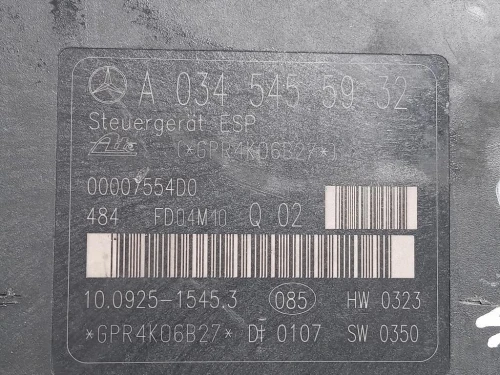 A 034 545 59 32
Steuergerät ESP
Ate (*GPR4K06B27*)
00007554D0
484 FD04M10 Q 02
10.0925-1545.3 085 HW 0323
*GPR4K06B27* DI 0107 SW 0350